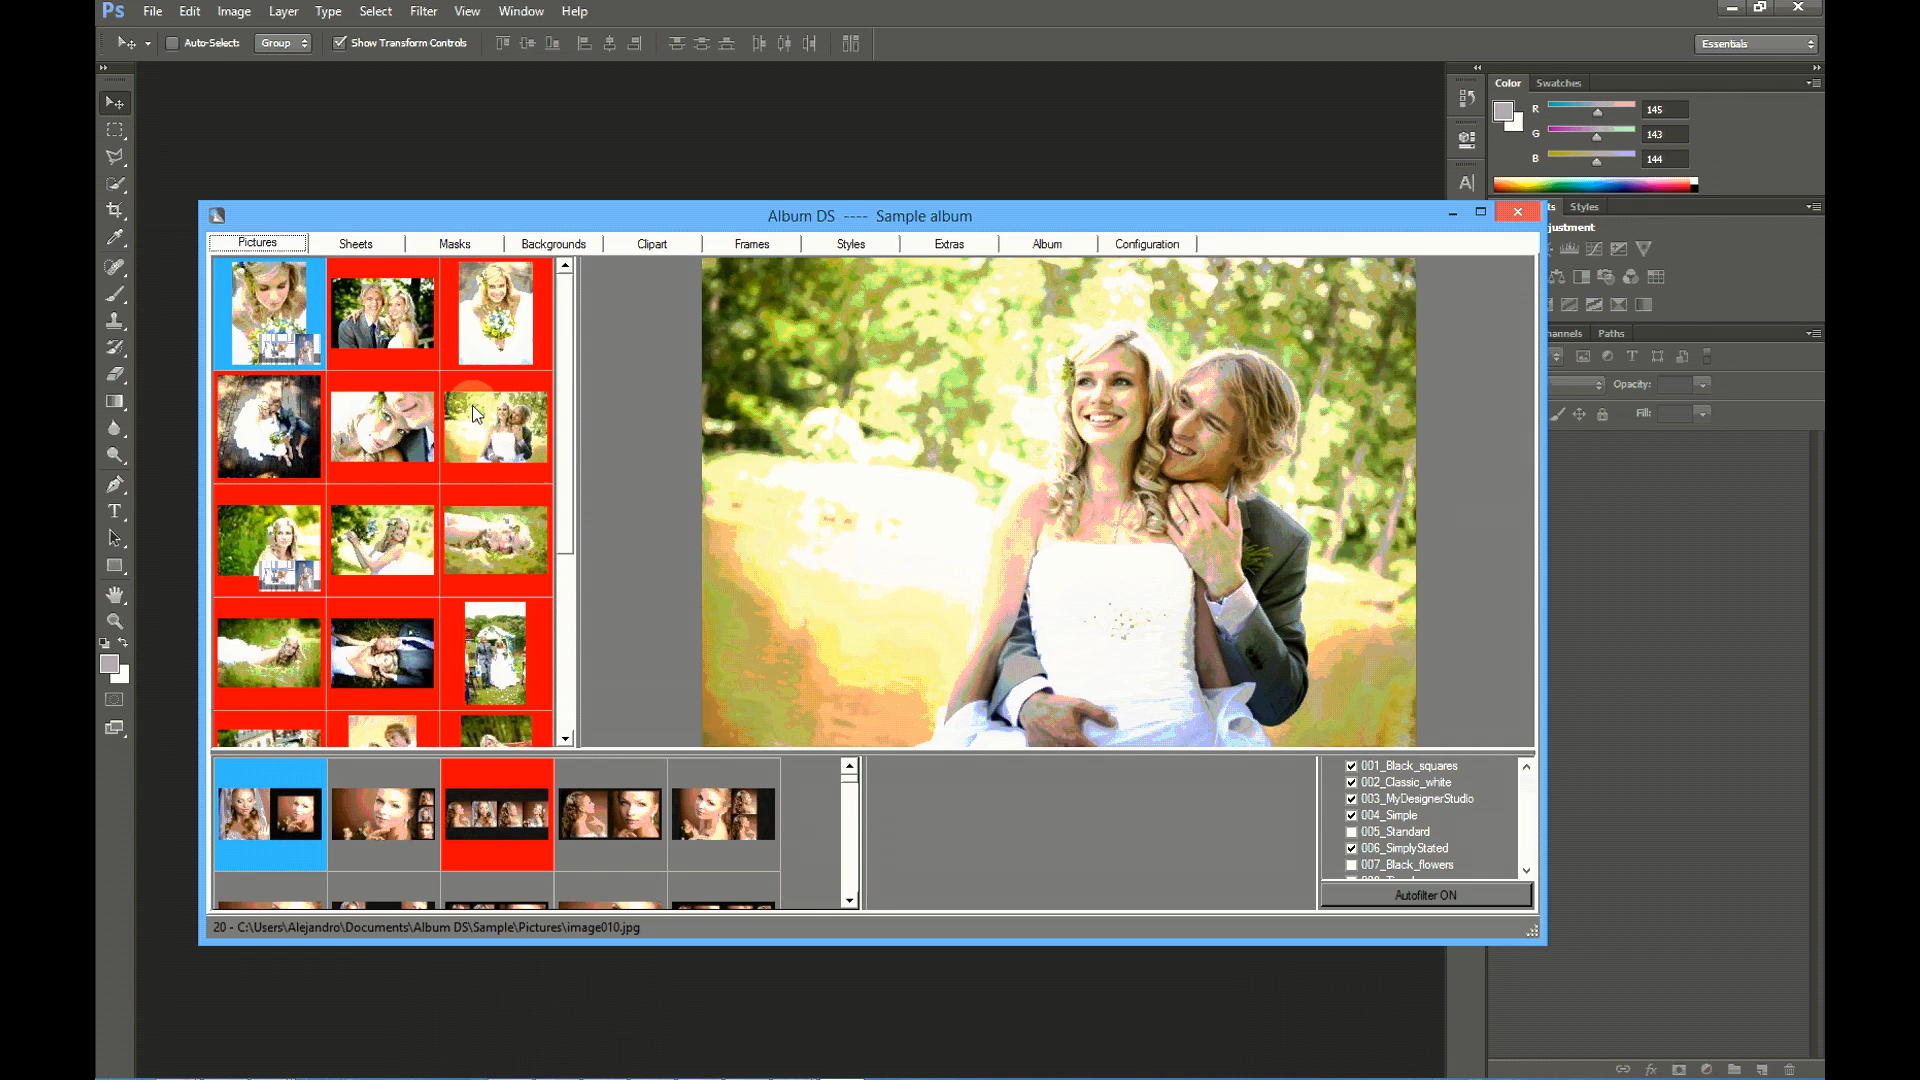 Ps File Edit Image Layer Type Select Filter View Window Help
Auto-Select: Group Show Transform Controls
Essentials
Color Swatches
R 145
G 143
B 144
Styles
justment
Paths
Opacity:
Fill:
Album DS ---- Sample album
Pictures Sheets Masks Backgrounds Clipart Frames Styles Extras Album Configuration
001_Black_squares
002_Classic_white
003_MyDesignerStudio
004_Simple
005_Standard
006_SimplyStated
007_Black_flowers
Autofilter ON
20 - C:\Users\Alejandro\Documents\Album DS\Sample\Pictures\image010.jpg